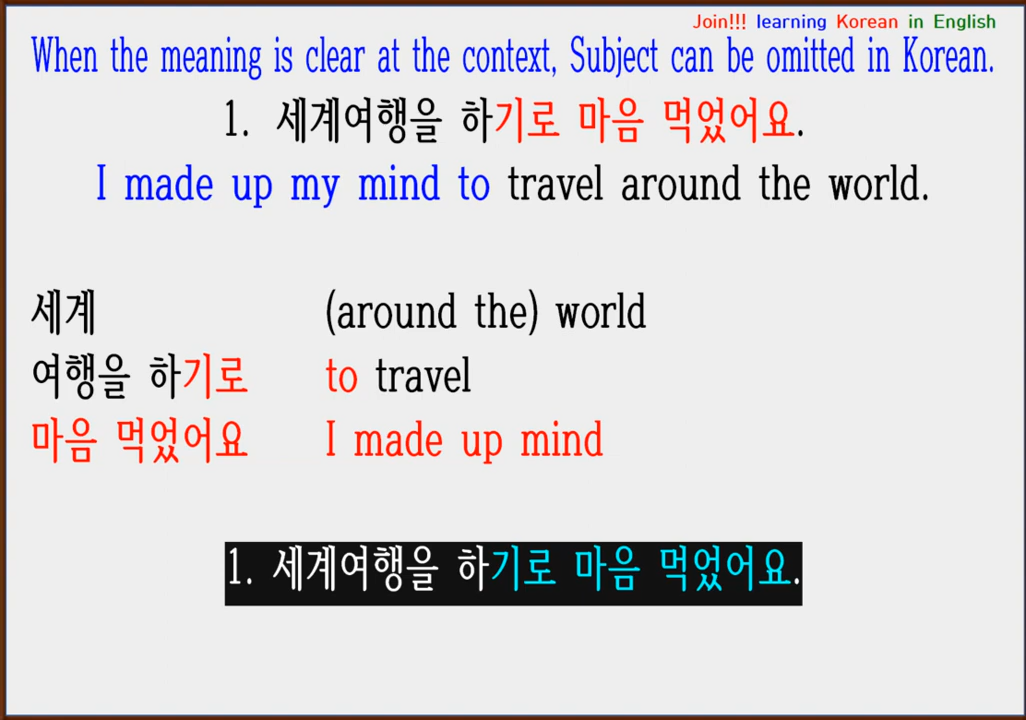 Join!!! learning Korean in English
When the meaning is clear at the context, Subject can be omitted in Korean.
1. 세계여행을 하기로 마음 먹었어요.
I made up my mind to travel around the world.
세계 (around the) world
여행을 하기로 to travel
마음 먹었어요 I made up mind
1. 세계여행을 하기로 마음 먹었어요.